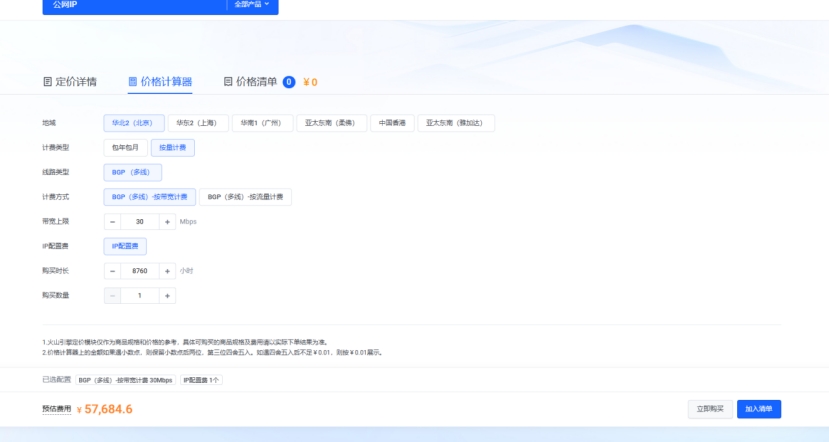 公网IP 全部产品
定价详情 价格计算器 价格清单 0 ¥0
地域 华北2（北京） 华东2（上海） 华南1（广州） 亚太东南（柔佛） 中国香港 亚太东南（雅加达）
计费类型 包年包月 按量计费
线路类型 BGP（多线）
计费方式 BGP（多线）-按带宽计费 BGP（多线）-按流量计费
带宽上限 − 30 + Mbps
IP配置费 IP配置费
购买时长 − 8760 + 小时
购买数量 − 1 +
1.火山引擎定价模块仅作为商品规格和价格的参考，具体可购买的商品规格及费用请以实际下单结果为准。
2.价格计算器上的金额如果遇小数点，则保留小数点后两位，第三位四舍五入。如遇四舍五入后不足￥0.01，则按￥0.01展示。
已选配置 BGP（多线）-按带宽计费 30Mbps IP配置费 1个
预估费用 ¥ 57,684.6 立即购买 加入清单